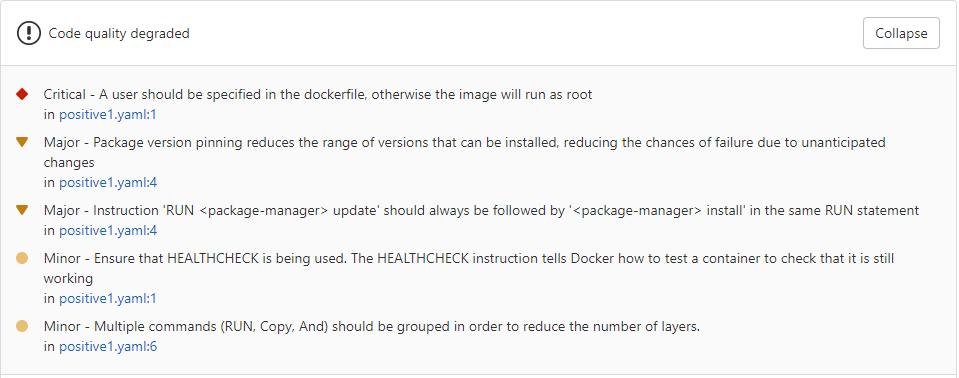 Code quality degraded
Collapse
Critical - A user should be specified in the dockerfile, otherwise the image will run as root
in positive1.yaml:1
Major - Package version pinning reduces the range of versions that can be installed, reducing the chances of failure due to unanticipated
changes
in positive1.yaml:4
Major - Instruction 'RUN <package-manager> update' should always be followed by '<package-manager> install' in the same RUN statement
in positive1.yaml:4
Minor - Ensure that HEALTHCHECK is being used. The HEALTHCHECK instruction tells Docker how to test a container to check that it is still
working
in positive1.yaml:1
Minor - Multiple commands (RUN, Copy, And) should be grouped in order to reduce the number of layers.
in positive1.yaml:6